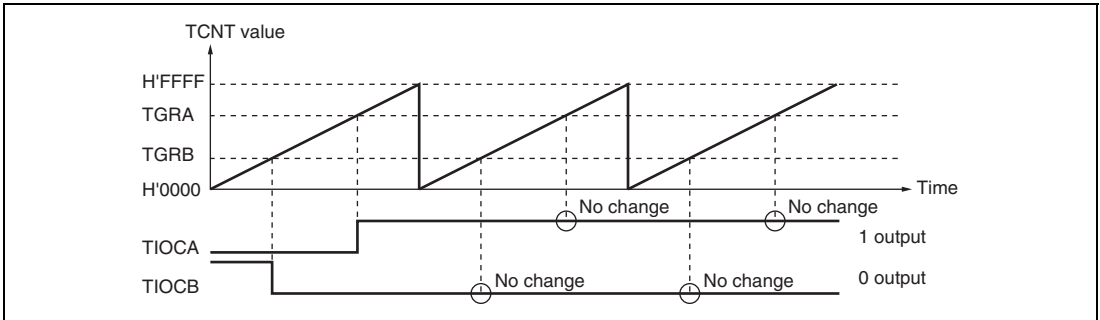 TCNT value
H'FFFF
TGRA
TGRB
H'0000
Time
No change
No change
1 output
TIOCA
No change
No change
0 output
TIOCB